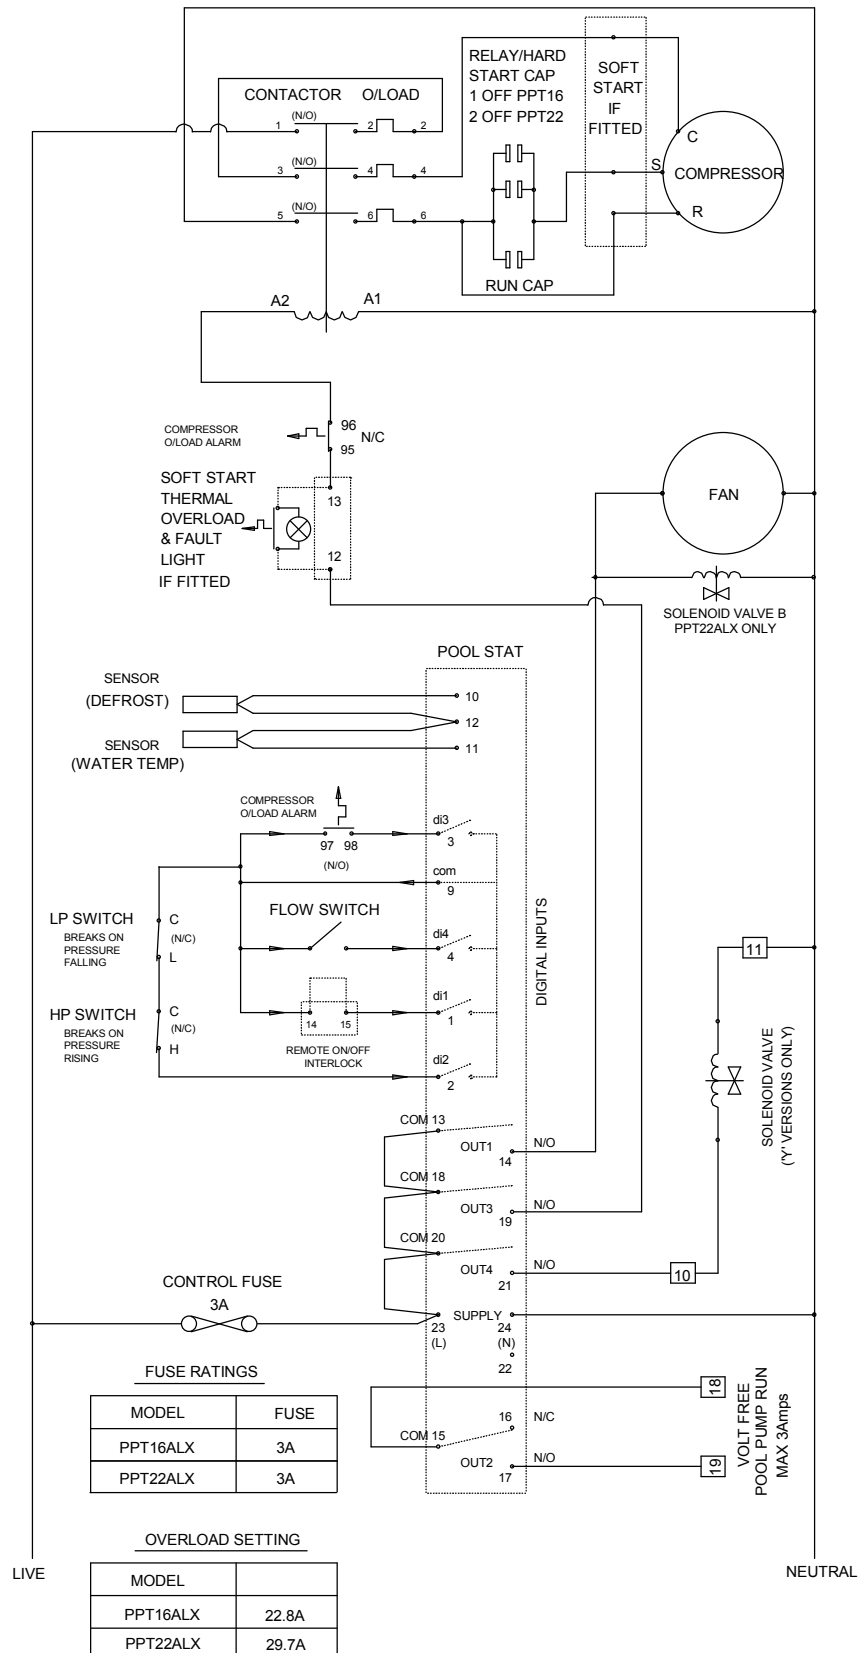 RELAY/HARD
START CAP
1 OFF PPT16
2 OFF PPT22
SOFT
START
IF
FITTED
CONTACTOR
O/LOAD
(N/O)
1
2
2
C
(N/O)
3
4
4
S
COMPRESSOR
(N/O)
5
6
6
R
RUN CAP
A2
A1
COMPRESSOR
O/LOAD ALARM
96
N/C
95
SOFT START
THERMAL
OVERLOAD
& FAULT
LIGHT
IF FITTED
13
12
FAN
SOLENOID VALVE B
PPT22ALX ONLY
POOL STAT
SENSOR
(DEFROST)
10
12
SENSOR
(WATER TEMP)
11
COMPRESSOR
O/LOAD ALARM
97
98
(N/O)
di3
3
com
9
LP SWITCH
BREAKS ON
PRESSURE
FALLING
C
(N/C)
L
FLOW SWITCH
di4
4
DIGITAL INPUTS
HP SWITCH
BREAKS ON
PRESSURE
RISING
C
(N/C)
H
14
15
REMOTE ON/OFF
INTERLOCK
di1
1
di2
2
11
SOLENOID VALVE
('Y' VERSIONS ONLY)
COM 13
OUT1
14
N/O
COM 18
OUT3
19
N/O
COM 20
OUT4
21
N/O
10
CONTROL FUSE
3A
SUPPLY
23
(L)
24
(N)
22
FUSE RATINGS
MODEL FUSE
PPT16ALX 3A
PPT22ALX 3A
16
N/C
COM 15
OUT2
17
N/O
18
19
VOLT FREE
POOL PUMP RUN
MAX 3Amps
OVERLOAD SETTING
MODEL
PPT16ALX 22.8A
PPT22ALX 29.7A
LIVE
NEUTRAL